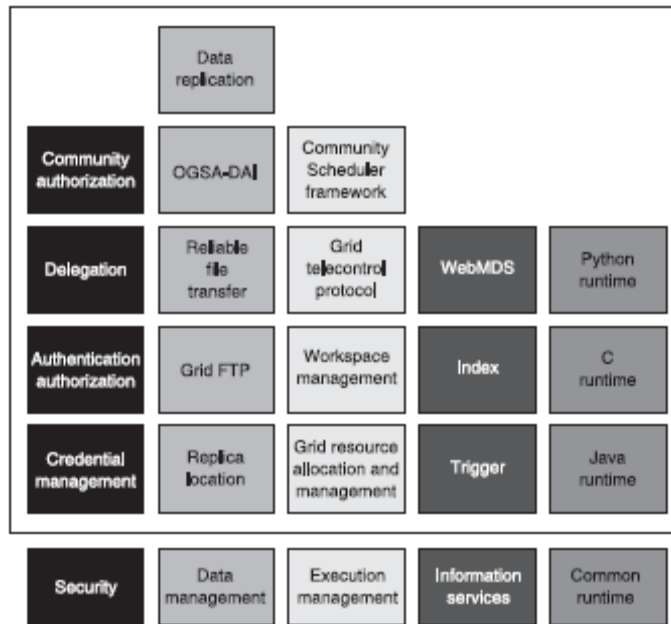 Data
replication
Community
authorization
OGSA-DAI
Community
Scheduler
framework
Delegation
Reliable
file
transfer
Grid
telecontrol
protocol
WebMDS
Python
runtime
Authentication
authorization
Grid FTP
Workspace
management
Index
C
runtime
Credential
management
Replica
location
Grid resource
allocation and
management
Trigger
Java
runtime
Security
Data
management
Execution
management
Information
services
Common
runtime